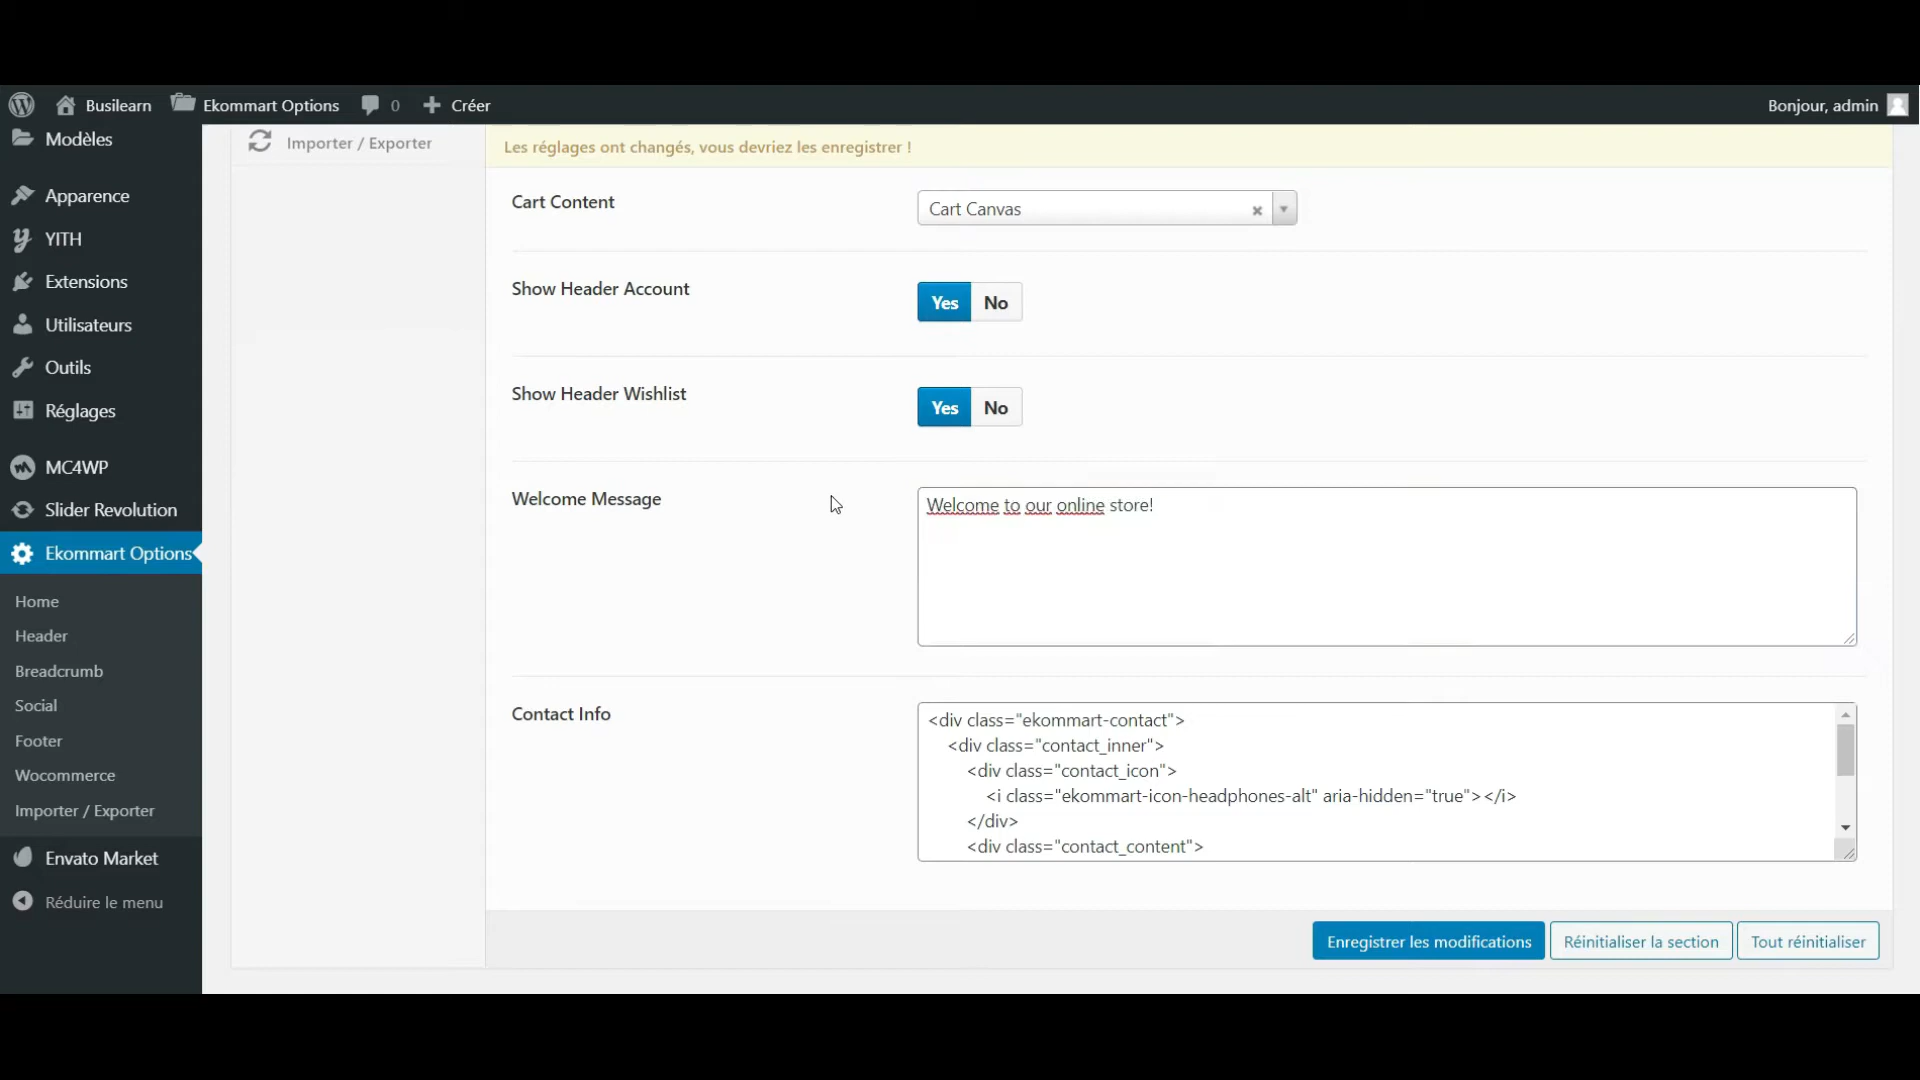 Busilearn Ekommart Options 0 Créer Bonjour, admin
Modèles
Apparence
YITH
Extensions
Utilisateurs
Outils
Réglages
MC4WP
Slider Revolution
Ekommart Options
Home
Header
Breadcrumb
Social
Footer
Wocommerce
Importer / Exporter
Envato Market
Réduire le menu
Importer / Exporter
Les réglages ont changés, vous devriez les enregistrer !
Cart Content
Cart Canvas
Show Header Account
Yes No
Show Header Wishlist
Yes No
Welcome Message
Welcome to our online store!
Contact Info
<div class="ekommart-contact">
<div class="contact_inner">
<div class="contact_icon">
<i class="ekommart-icon-headphones-alt" aria-hidden="true"></i>
</div>
<div class="contact_content">
Enregistrer les modifications Réinitialiser la section Tout réinitialiser